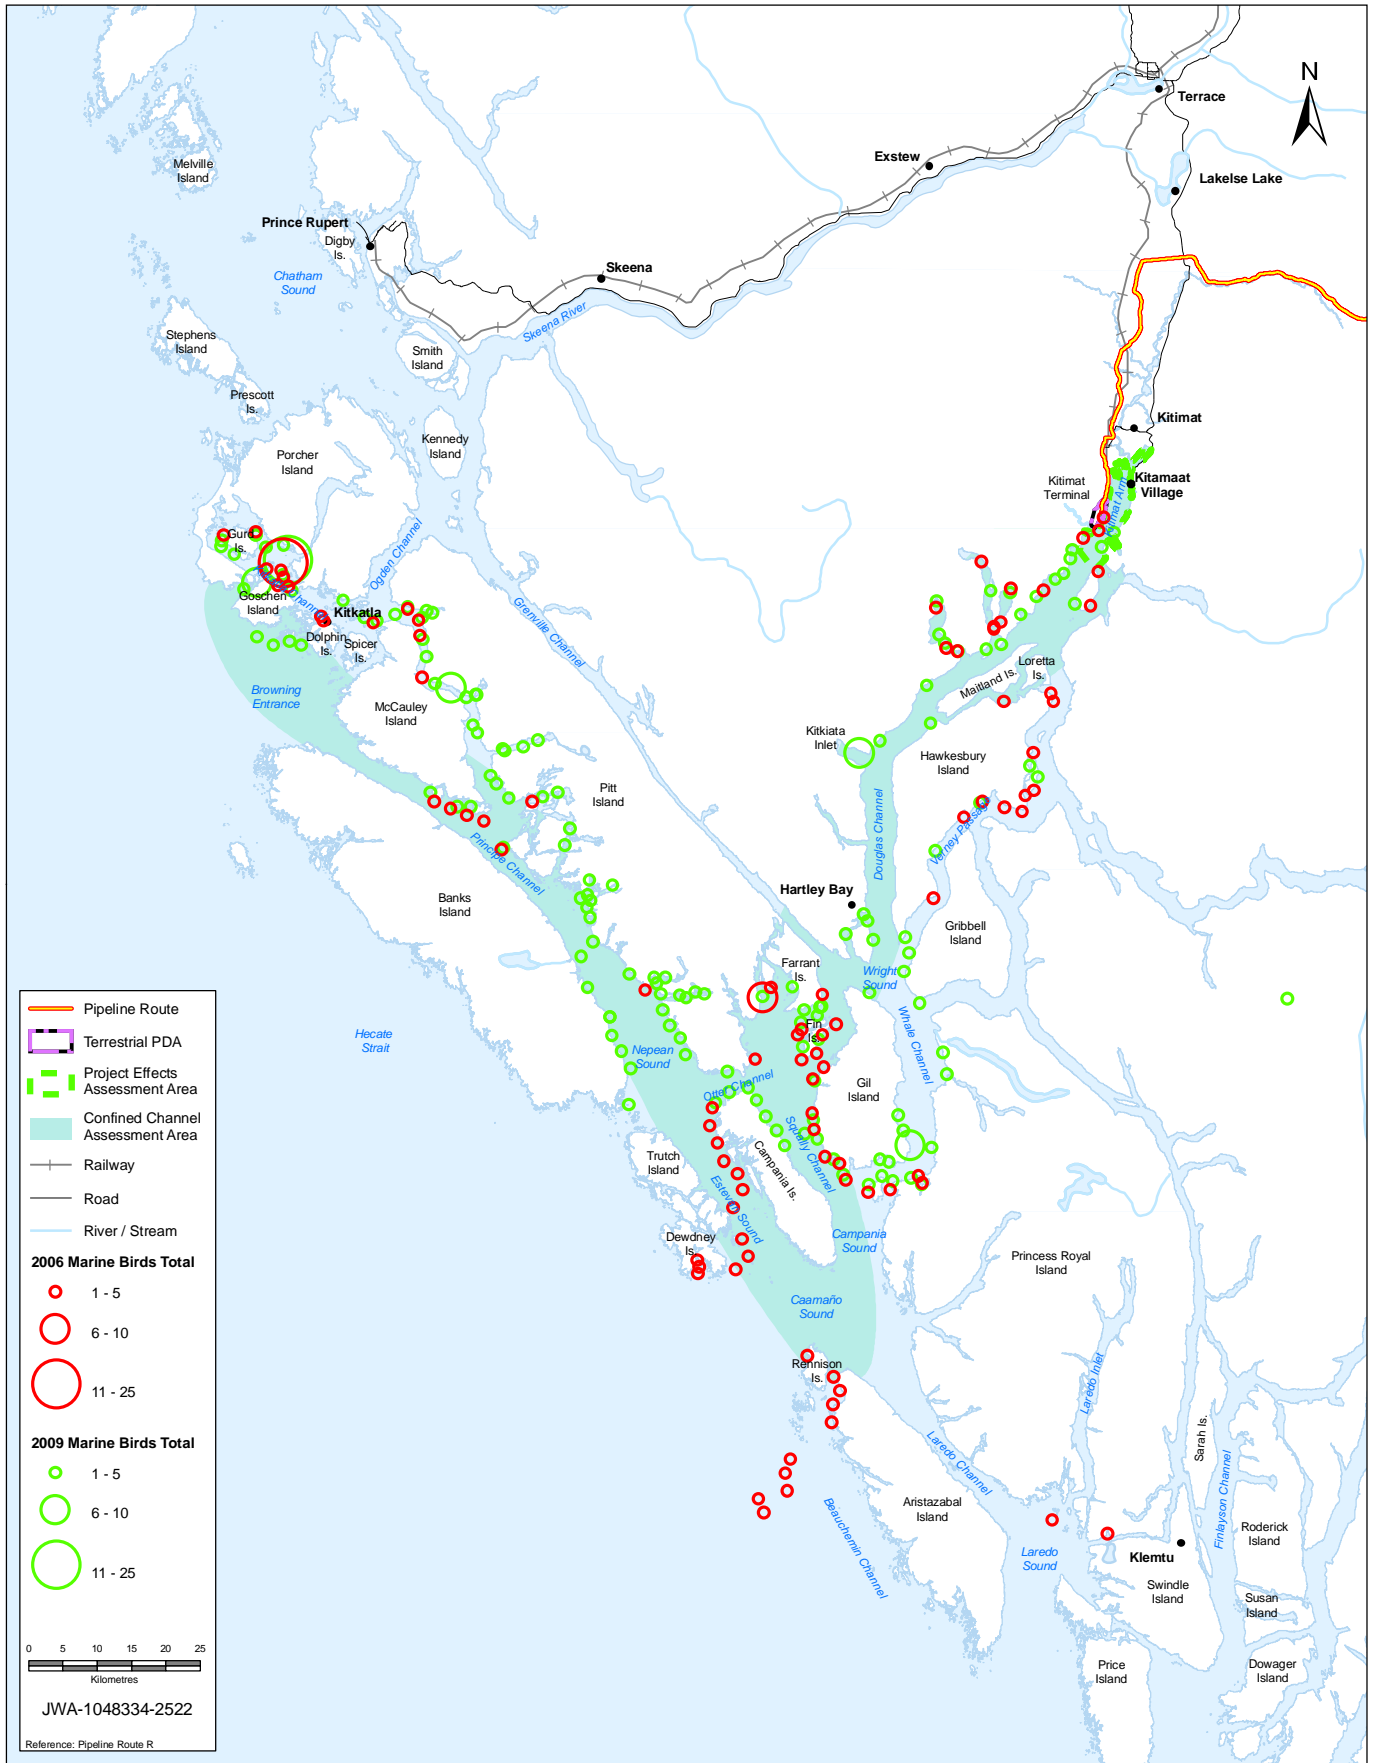 N
Terrace
Exstew
Lakelse Lake
Melville
Island
Prince Rupert
Digby
Is.
Chatham
Sound
Skeena
Skeena River
Stephens
Island
Smith
Island
Prescott
Is.
Kitimat
Kennedy
Island
Porcher
Island
Kitimat
Terminal
Kitamaat
Village
Kitimat Arm
Gurd
Is.
Ogden Channel
Goschen
Island
Channel
Kitkatla
Grenville Channel
Dolphin
Is.
Spicer
Is.
Loretta
Is.
Maitland Is.
Browning
Entrance
McCauley
Island
Kitkiata
Inlet
Hawkesbury
Island
Pitt
Island
Douglas Channel
Verney Passage
Principe Channel
Hartley Bay
Banks
Island
Gribbell
Island
Farrant
Is.
Wright
Sound
Whale Channel
Fin
Is.
Hecate
Strait
Nepean
Sound
Otter Channel
Gil
Island
Squally Channel
Trutch
Island
Campania Is.
Estevan Sound
Dewdney
Is.
Campania
Sound
Princess Royal
Island
Caamaño
Sound
Rennison
Is.
Laredo Inlet
Sarah Is.
Laredo Channel
Finlayson Channel
Beauchemin Channel
Aristazabal
Island
Roderick
Island
Laredo
Sound
Klemtu
Swindle
Island
Susan
Island
Price
Island
Dowager
Island
Pipeline Route
Terrestrial PDA
Project Effects
Assessment Area
Confined Channel
Assessment Area
Railway
Road
River / Stream
2006 Marine Birds Total
1 - 5
6 - 10
11 - 25
2009 Marine Birds Total
1 - 5
6 - 10
11 - 25
0 5 10 15 20 25
Kilometres
JWA-1048334-2522
Reference: Pipeline Route R